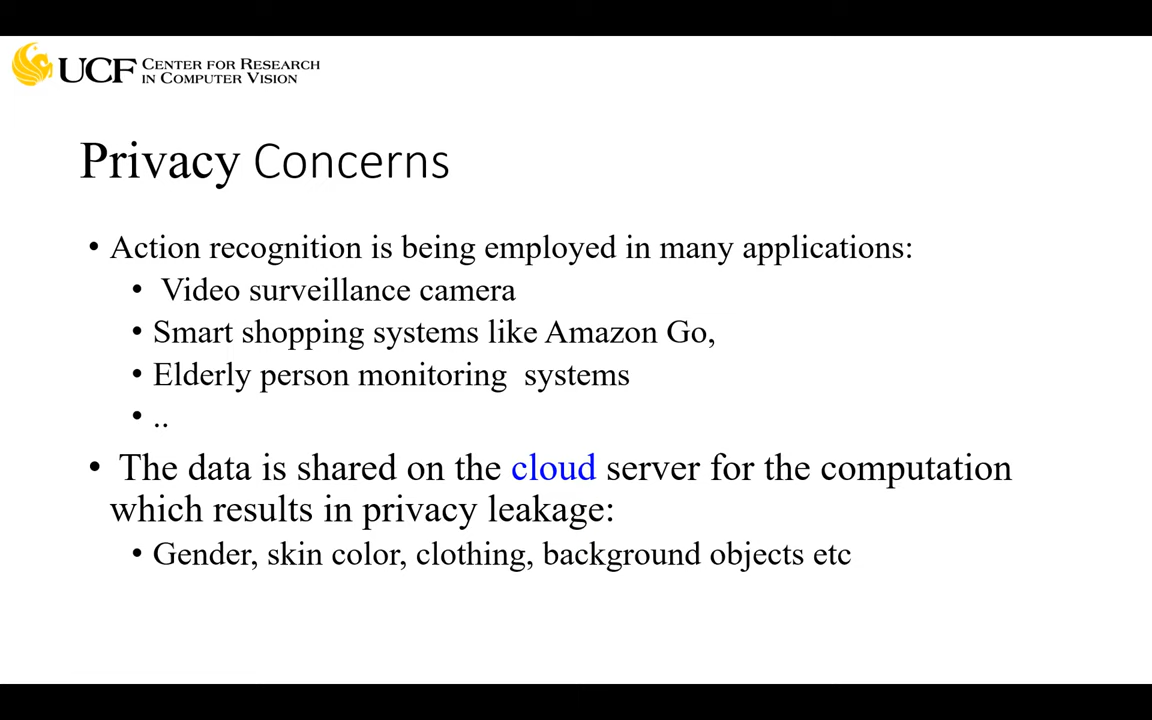 UCF CENTER FOR RESEARCH
IN COMPUTER VISION
Privacy Concerns
• Action recognition is being employed in many applications:
• Video surveillance camera
• Smart shopping systems like Amazon Go,
• Elderly person monitoring  systems
• ..
• The data is shared on the cloud server for the computation
which results in privacy leakage:
• Gender, skin color, clothing, background objects etc